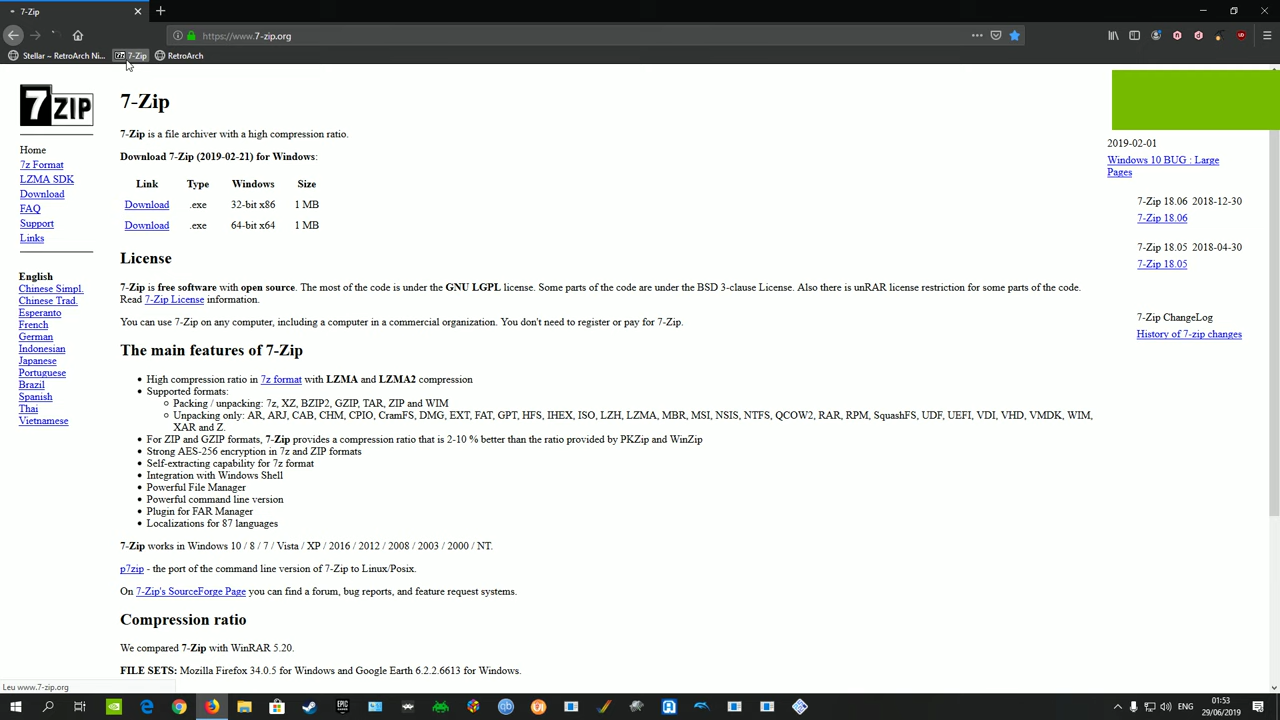 7-Zip
https://www.7-zip.org
Stellar ~ RetroArch Ni...
7-Zip
RetroArch
7ZIP
Home
7z Format
LZMA SDK
Download
FAQ
Support
Links
English
Chinese Simpl.
Chinese Trad.
Esperanto
French
German
Indonesian
Japanese
Portuguese
Brazil
Spanish
Thai
Vietnamese
7-Zip
7-Zip is a file archiver with a high compression ratio.
Download 7-Zip (2019-02-21) for Windows:
Link Type Windows Size
Download .exe 32-bit x86 1 MB
Download .exe 64-bit x64 1 MB
License
7-Zip is free software with open source. The most of the code is under the GNU LGPL license. Some parts of the code are under the BSD 3-clause License. Also there is unRAR license restriction for some parts of the code.
Read 7-Zip License information.
You can use 7-Zip on any computer, including a computer in a commercial organization. You don't need to register or pay for 7-Zip.
The main features of 7-Zip
High compression ratio in 7z format with LZMA and LZMA2 compression
Supported formats:
Packing / unpacking: 7z, XZ, BZIP2, GZIP, TAR, ZIP and WIM
Unpacking only: AR, ARJ, CAB, CHM, CPIO, CramFS, DMG, EXT, FAT, GPT, HFS, IHEX, ISO, LZH, LZMA, MBR, MSI, NSIS, NTFS, QCOW2, RAR, RPM, SquashFS, UDF, UEFI, VDI, VHD, VMDK, WIM,
XAR and Z.
For ZIP and GZIP formats, 7-Zip provides a compression ratio that is 2-10 % better than the ratio provided by PKZip and WinZip
Strong AES-256 encryption in 7z and ZIP formats
Self-extracting capability for 7z format
Integration with Windows Shell
Powerful File Manager
Powerful command line version
Plugin for FAR Manager
Localizations for 87 languages
7-Zip works in Windows 10 / 8 / 7 / Vista / XP / 2016 / 2012 / 2008 / 2003 / 2000 / NT.
p7zip - the port of the command line version of 7-Zip to Linux/Posix.
On 7-Zip's SourceForge Page you can find a forum, bug reports, and feature request systems.
Compression ratio
We compared 7-Zip with WinRAR 5.20.
FILE SETS: Mozilla Firefox 34.0.5 for Windows and Google Earth 6.2.2.6613 for Windows.
2019-02-01
Windows 10 BUG : Large
Pages
7-Zip 18.06 2018-12-30
7-Zip 18.06
7-Zip 18.05 2018-04-30
7-Zip 18.05
7-Zip ChangeLog
History of 7-zip changes
Leu www.7-zip.org
EPIC
ENG
01:53
29/06/2019